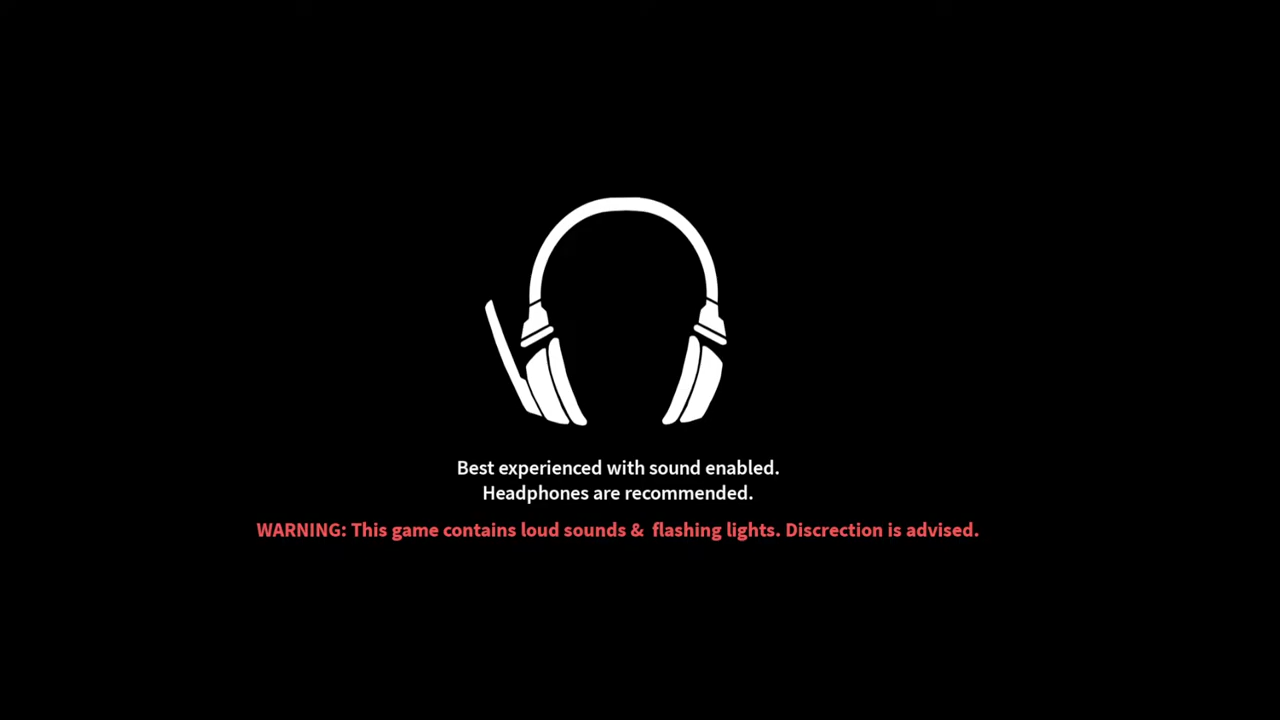 Best experienced with sound enabled.
Headphones are recommended.
WARNING: This game contains loud sounds &  flashing lights. Discrection is advised.